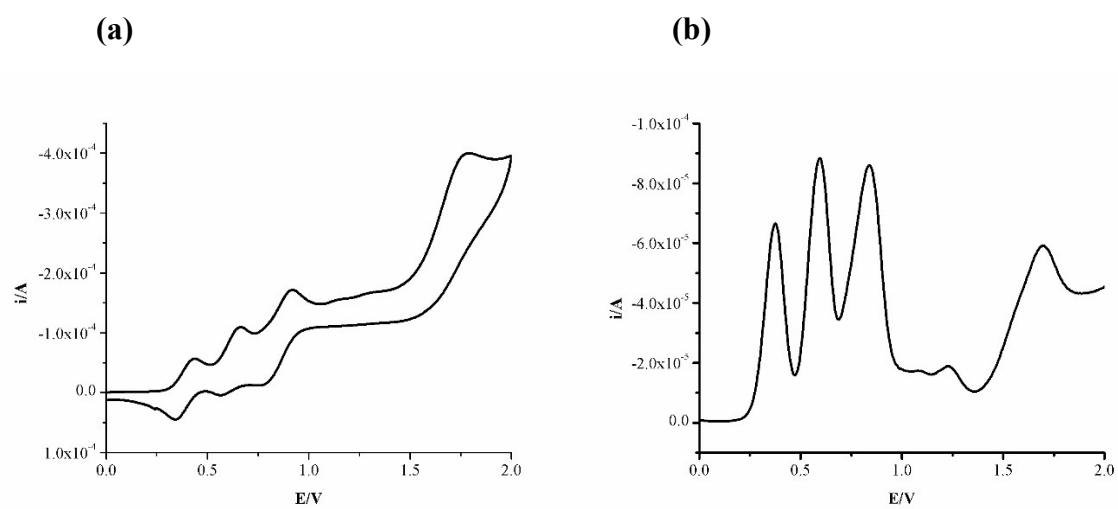 (a)
(b)
-4.0x10⁻⁴
-3.0x10⁻⁴
-2.0x10⁻⁴
-1.0x10⁻⁴
0.0
1.0x10⁻⁴
i/A
0.0 0.5 1.0 1.5 2.0
E/V
-1.0x10⁻⁴
-8.0x10⁻⁵
-6.0x10⁻⁵
-4.0x10⁻⁵
-2.0x10⁻⁵
0.0
i/A
0.0 0.5 1.0 1.5 2.0
E/V